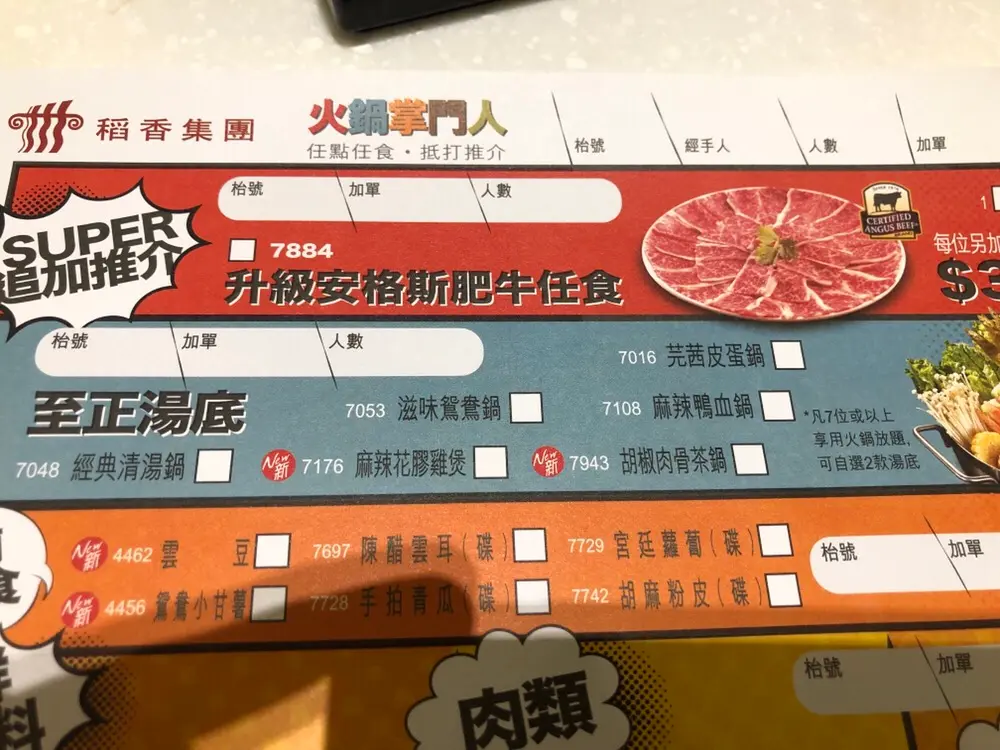 稻香集團
火鍋掌門人
任點任食·抵打推介
枱號 經手人 人數 加單
SUPER
追加推介
枱號 加單 人數
7884
升級安格斯肥牛任食
CERTIFIED
ANGUS BEEF
1
每位另加
$3
枱號 加單 人數
至正湯底
7016 芫茜皮蛋鍋
7053 滋味鴛鴦鍋
7108 麻辣鴨血鍋
7048 經典清湯鍋
New 新 7176 麻辣花膠雞煲
New 新 7943 胡椒肉骨茶鍋
*凡7位或以上
享用火鍋放題,
可自選2款湯底
New 新 4462 雲豆
7697 陳醋雲耳(碟)
7729 宮廷蘿蔔(碟)
枱號 加單
New 新 4456 鴛鴦小甘薯
7728 手拍青瓜(碟)
7742 胡麻粉皮(碟)
食
肉類
枱號 加單
料